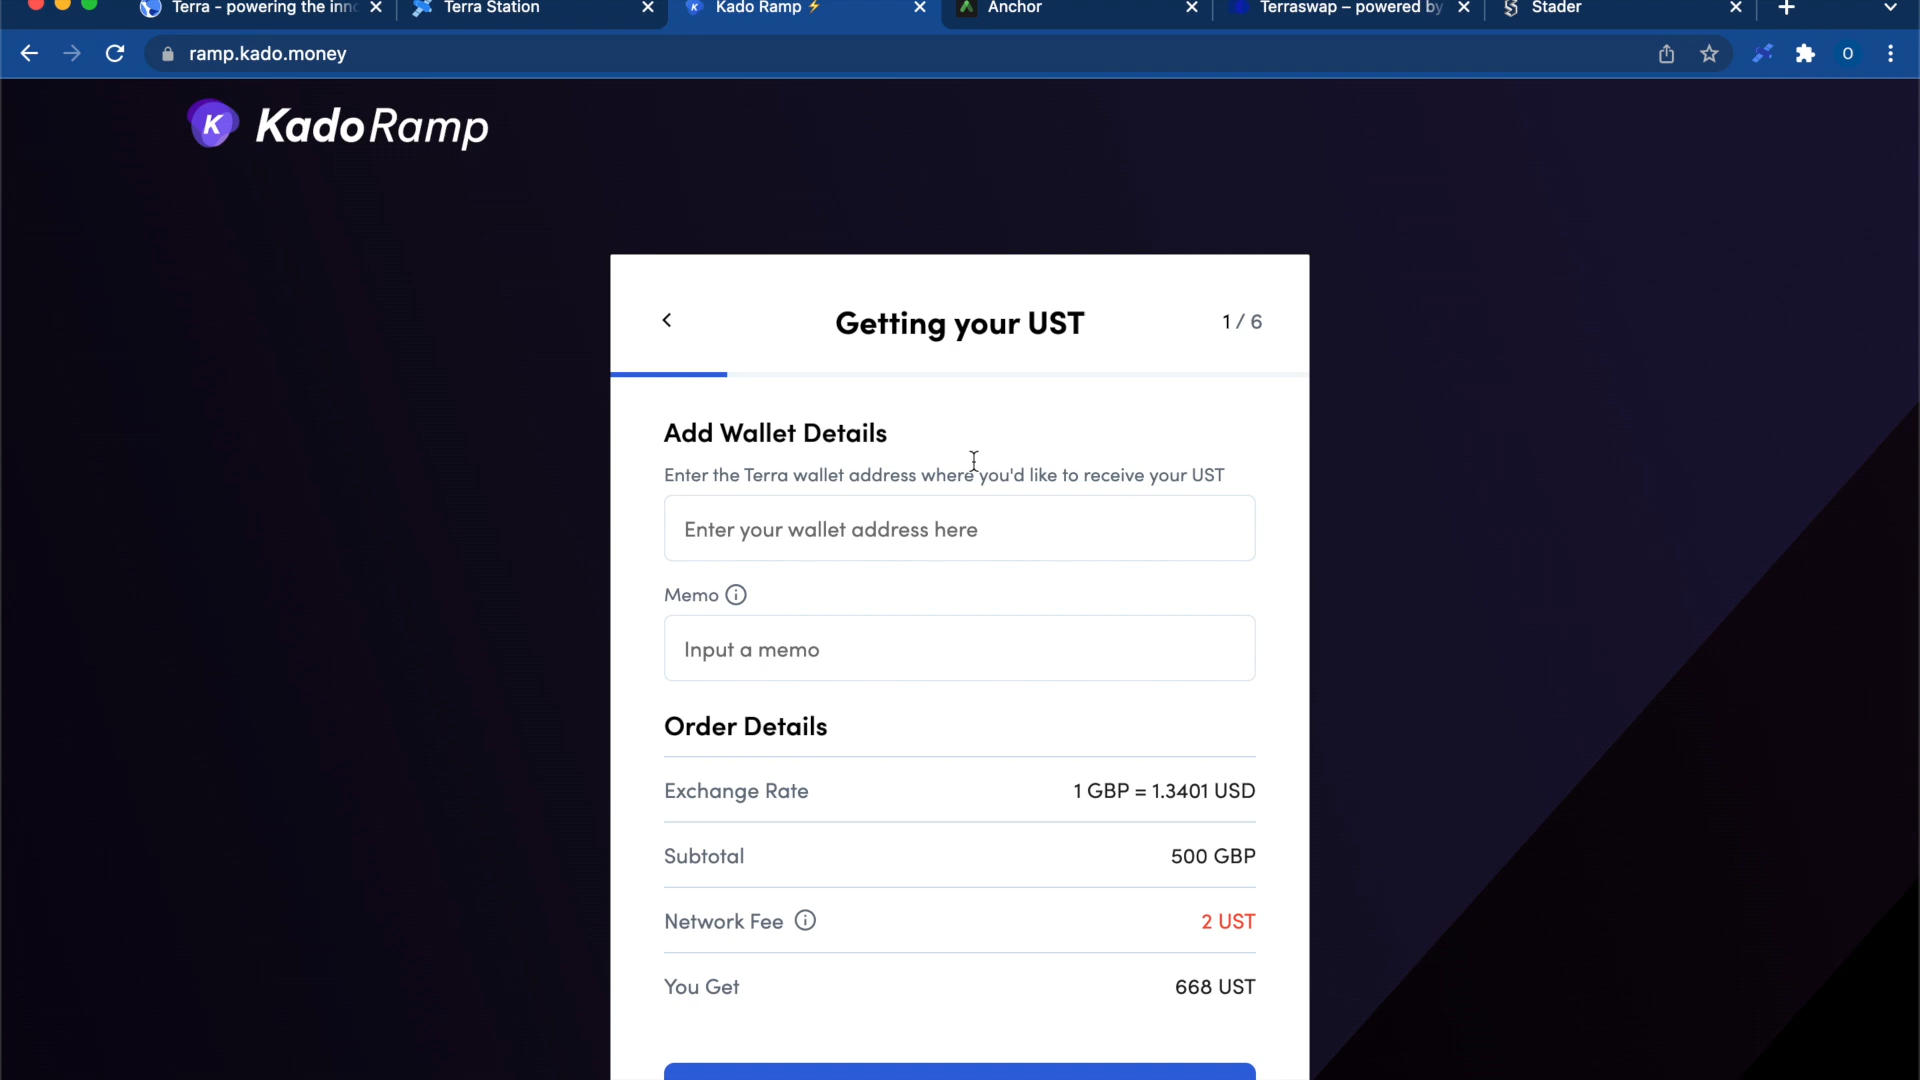 Terra - powering the inn
Terra Station
Kado Ramp⚡
Anchor
Terraswap – powered by
Stader
ramp.kado.money
O
K KadoRamp
Getting your UST
1 / 6
Add Wallet Details
Enter the Terra wallet address where you'd like to receive your UST
Enter your wallet address here
Memo
Input a memo
Order Details
Exchange Rate 1 GBP = 1.3401 USD
Subtotal 500 GBP
Network Fee 2 UST
You Get 668 UST